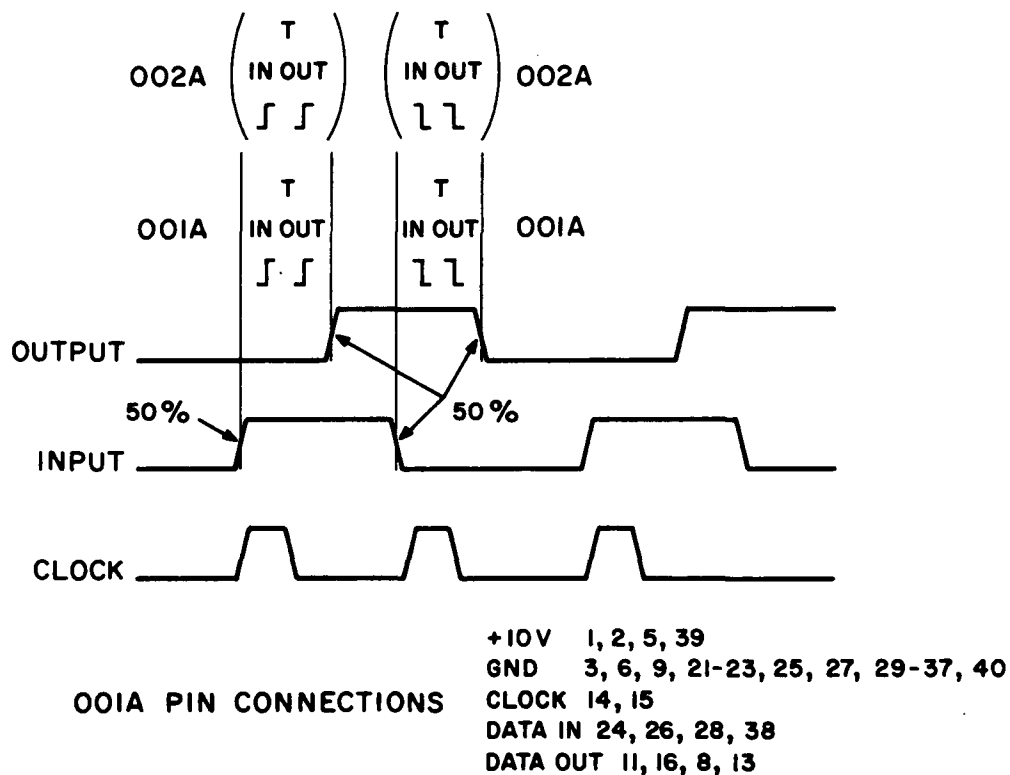 T T
002A IN OUT IN OUT 002A
T T
001A IN OUT IN OUT 001A
OUTPUT
50% 50%
INPUT
CLOCK
+10V 1, 2, 5, 39
GND 3, 6, 9, 21-23, 25, 27, 29-37, 40
001A PIN CONNECTIONS CLOCK 14, 15
DATA IN 24, 26, 28, 38
DATA OUT 11, 16, 8, 13